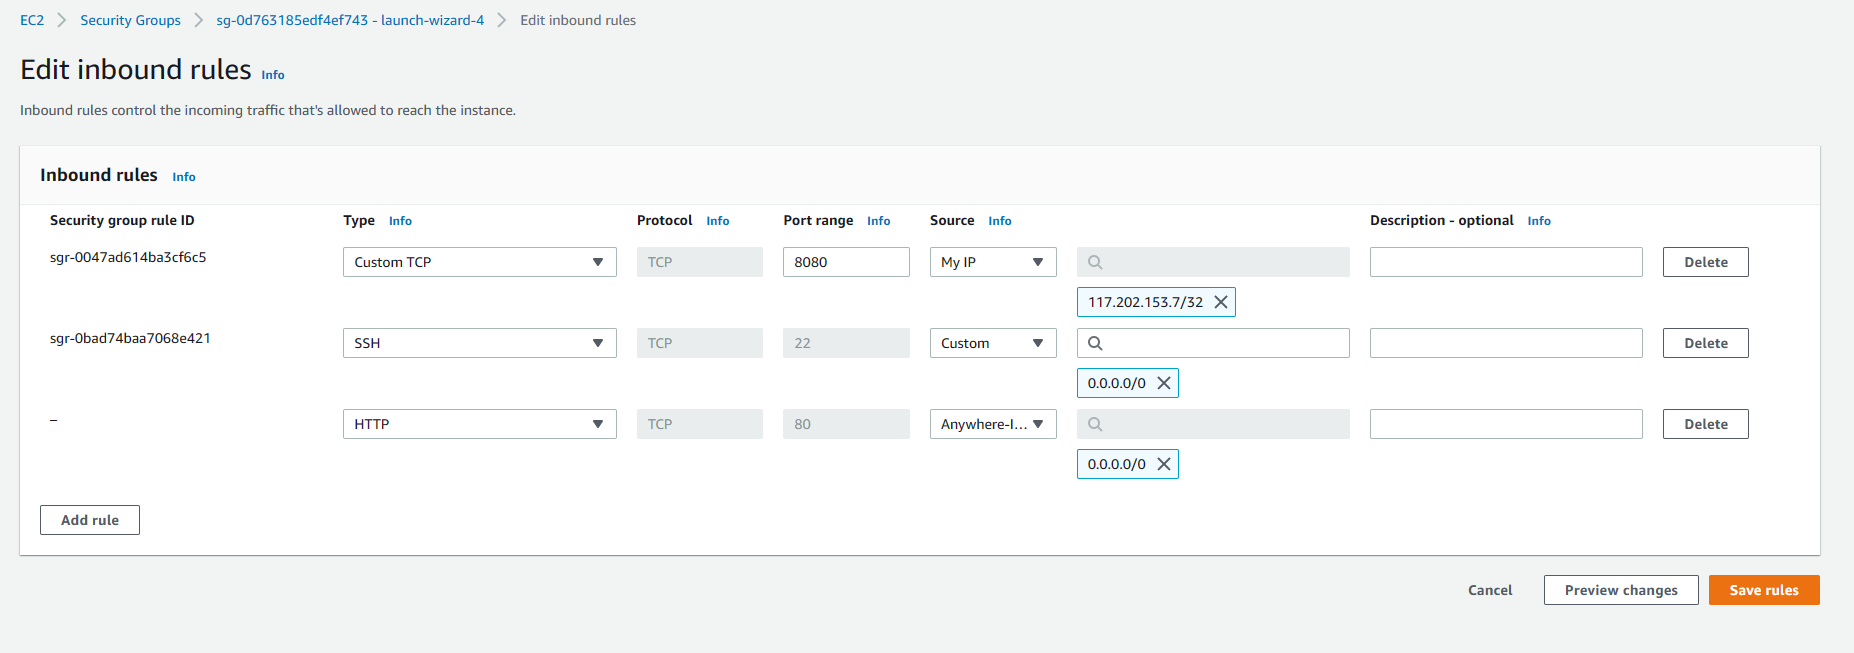 EC2 > Security Groups > sg-0d763185edf4ef743 - launch-wizard-4 > Edit inbound rules
Edit inbound rules Info
Inbound rules control the incoming traffic that's allowed to reach the instance.
Inbound rules Info
Security group rule ID Type Info Protocol Info Port range Info Source Info Description - optional Info
sgr-0047ad614ba3cf6c5 Custom TCP TCP 8080 My IP Delete
117.202.153.7/32
sgr-0bad74baa7068e421 SSH TCP 22 Custom Delete
0.0.0.0/0
– HTTP TCP 80 Anywhere-I... Delete
0.0.0.0/0
Add rule
Cancel Preview changes Save rules